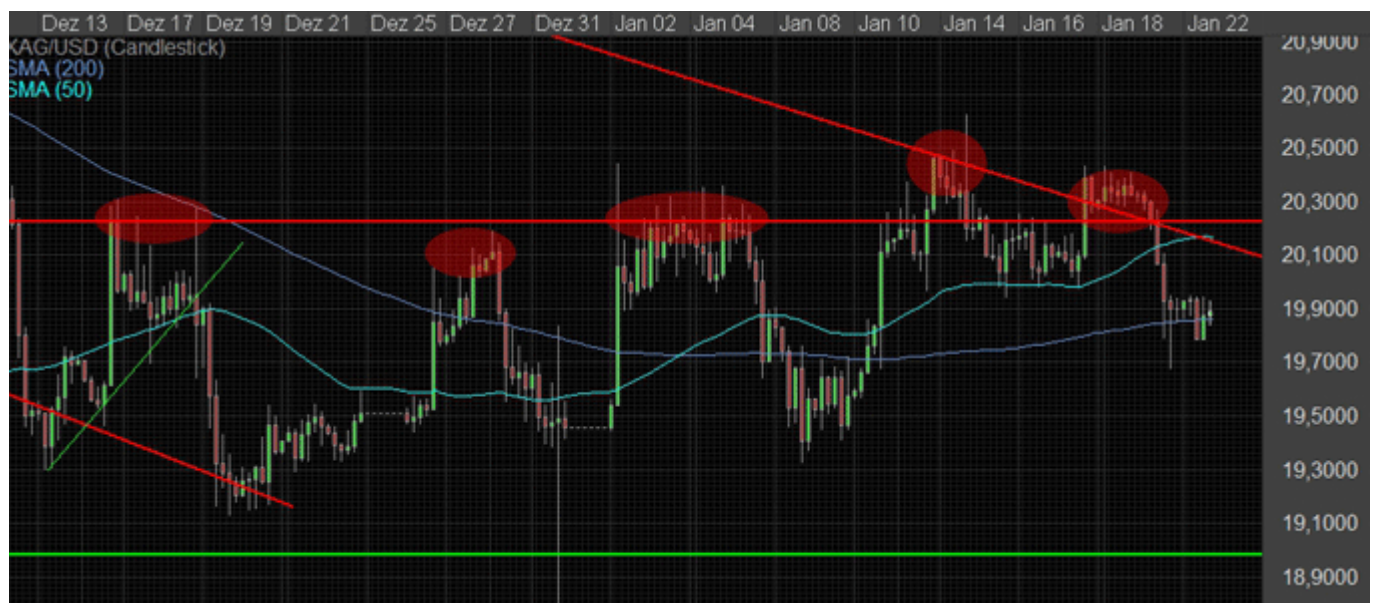 Dez 13 Dez 17 Dez 19 Dez 21 Dez 25 Dez 27 Dez 31 Jan 02 Jan 04 Jan 08 Jan 10 Jan 14 Jan 16 Jan 18 Jan 22
XAG/USD (Candlestick)
SMA (200)
SMA (50)
20,9000
20,7000
20,5000
20,3000
20,1000
19,9000
19,7000
19,5000
19,3000
19,1000
18,9000